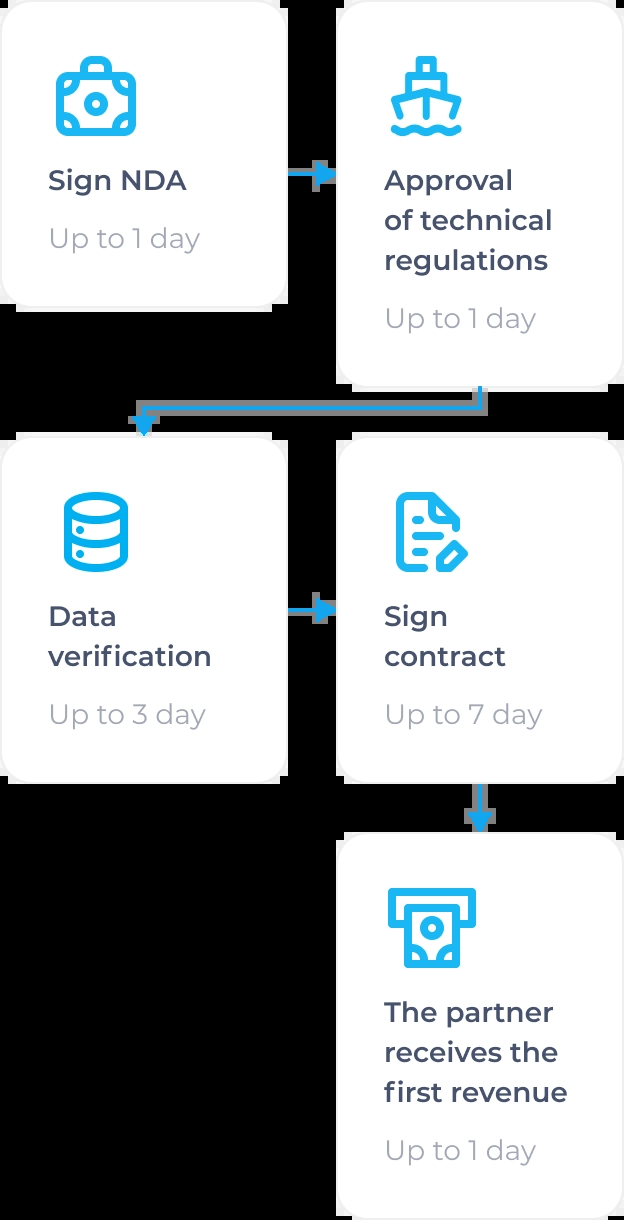 Sign NDA
Up to 1 day
Approval
of technical
regulations
Up to 1 day
Data
verification
Up to 3 day
Sign
contract
Up to 7 day
The partner
receives the
first revenue
Up to 1 day